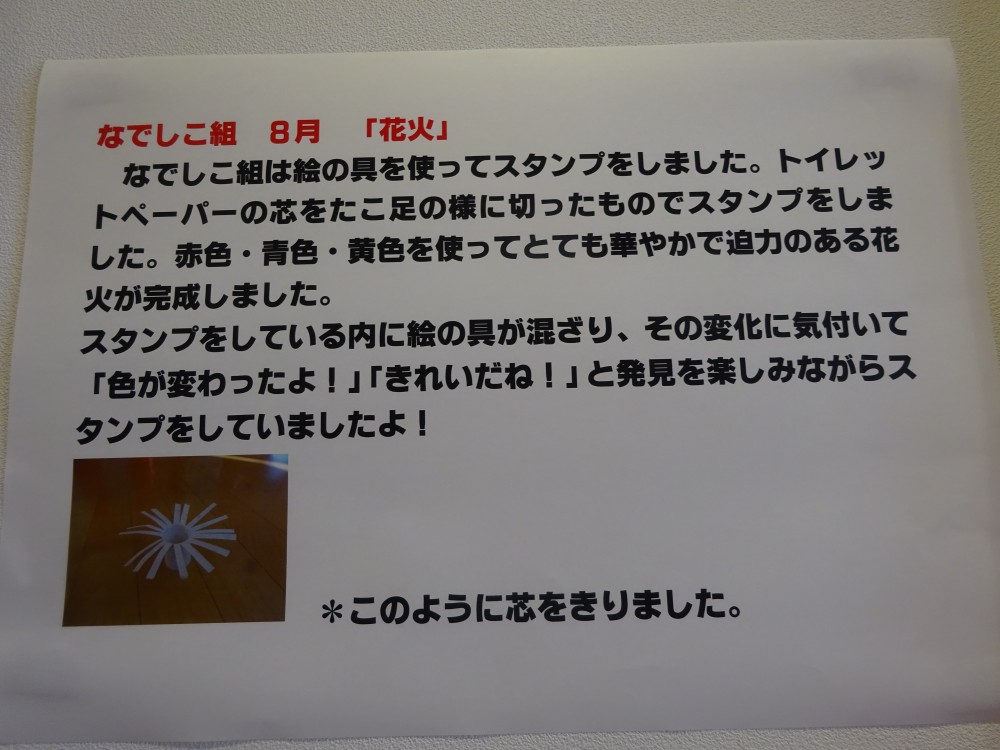 なでしこ組　８月　「花火」
　なでしこ組は絵の具を使ってスタンプをしました。トイレッ
トペーパーの芯をたこ足の様に切ったものでスタンプをしま
した。赤色・青色・黄色を使ってとても華やかで迫力のある花
火が完成しました。
スタンプをしている内に絵の具が混ざり、その変化に気付いて
「色が変わったよ！」「きれいだね！」と発見を楽しみながらス
タンプをしていましたよ！
＊このように芯をきりました。